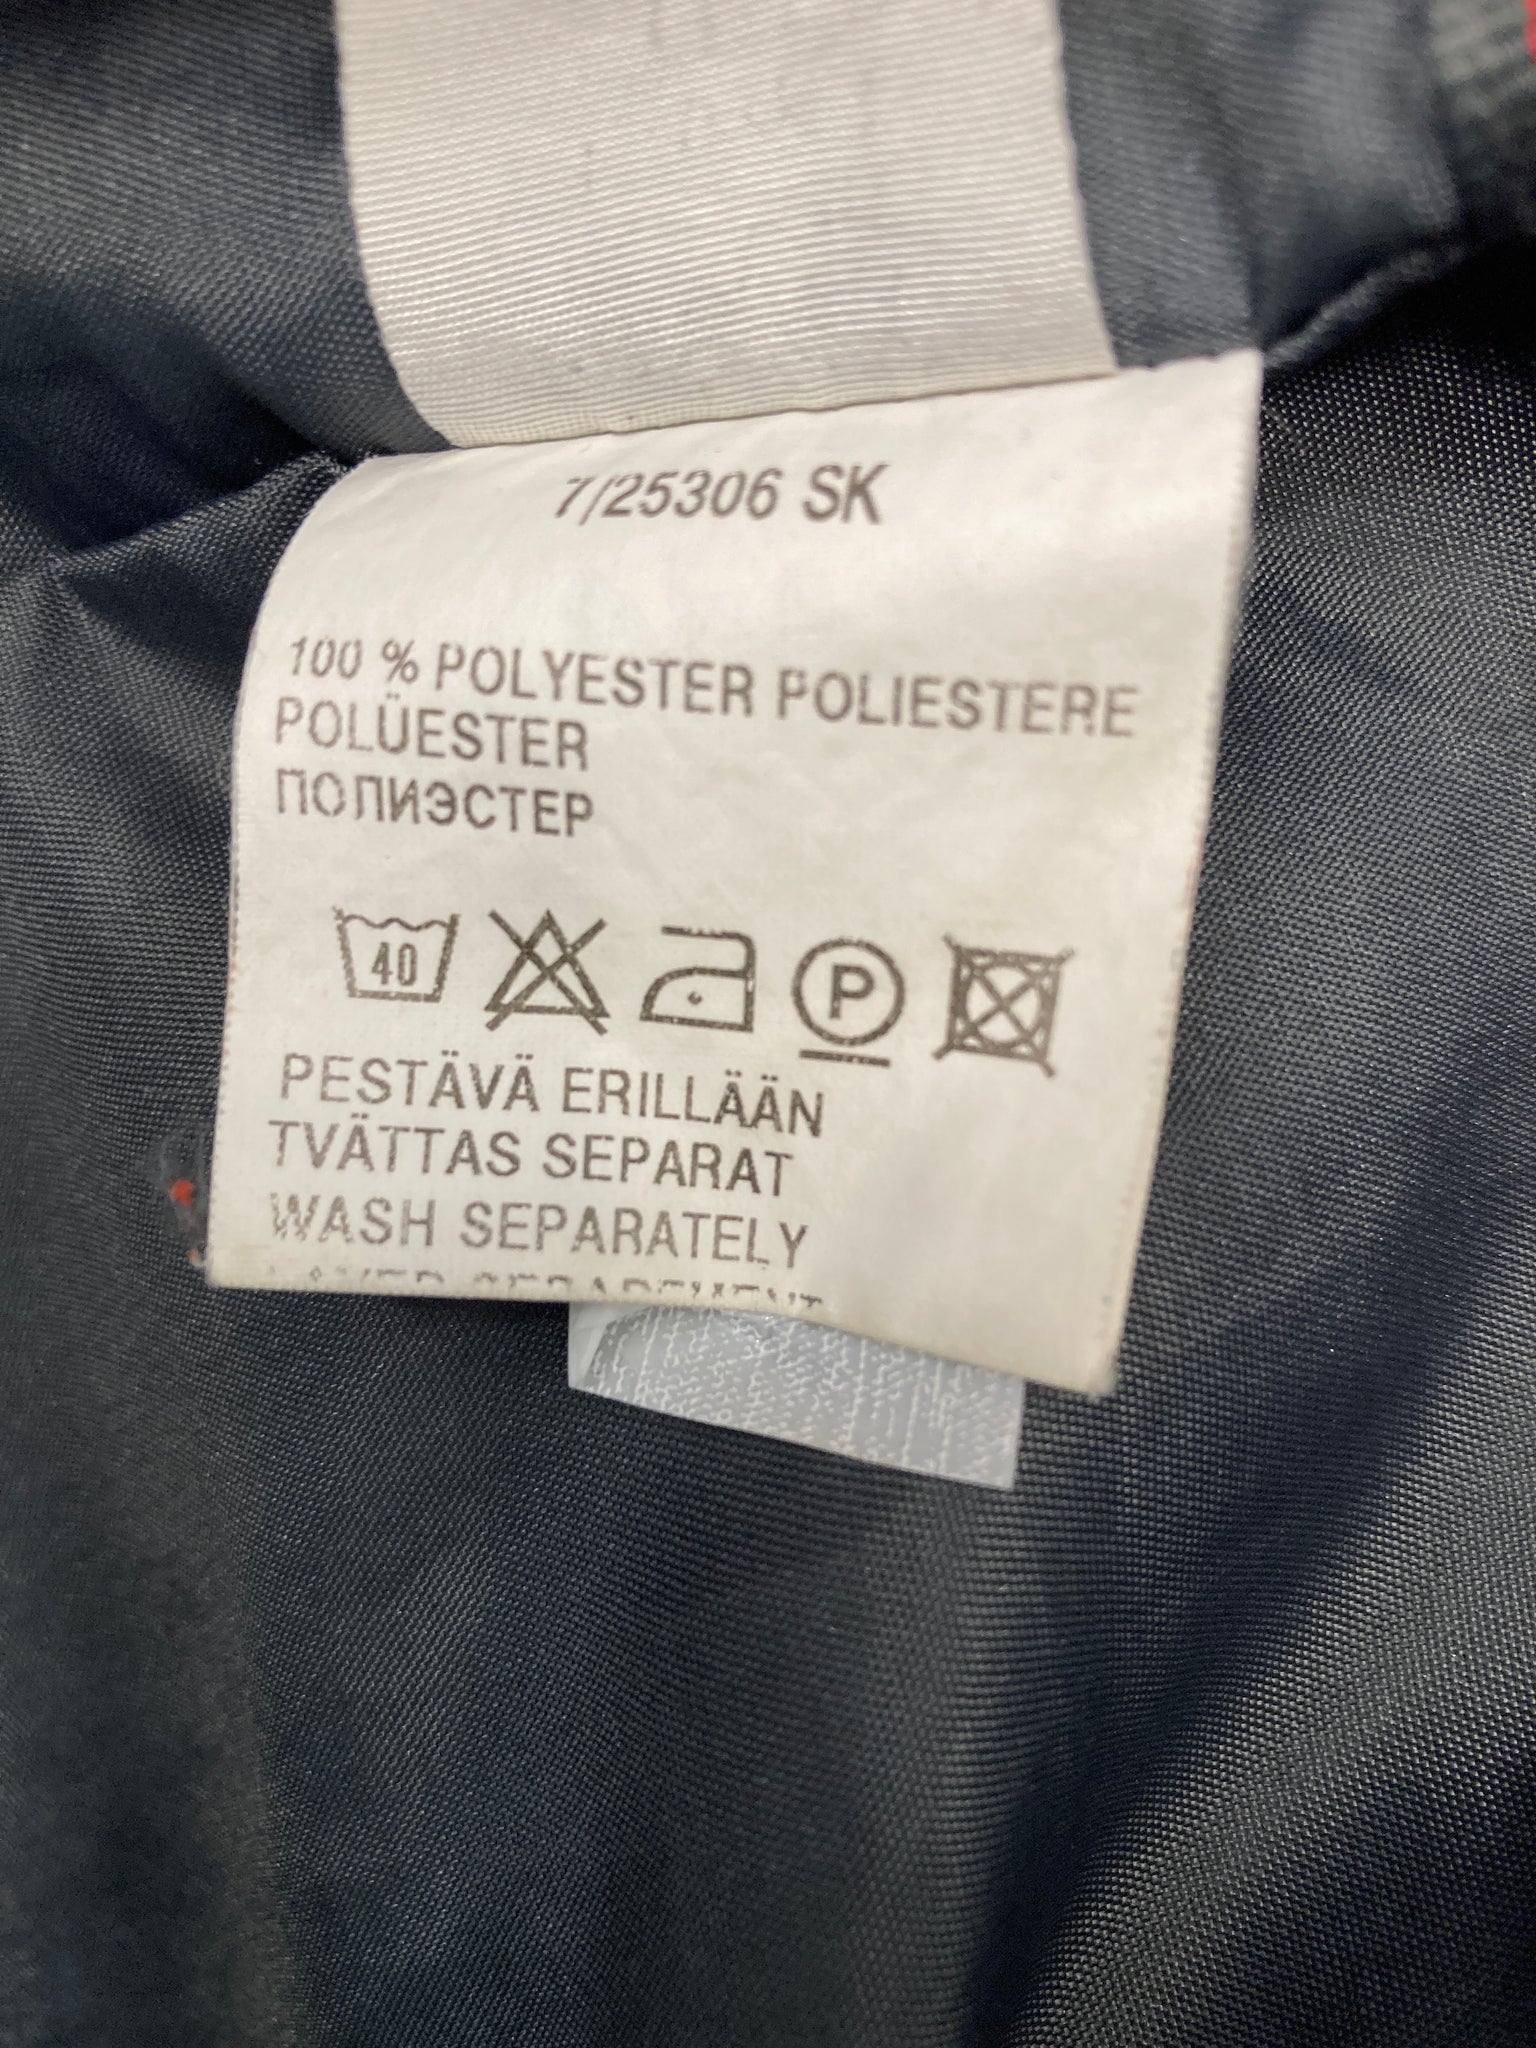 7/25306 SK
100 % POLYESTER POLIESTERE
POLÜESTER
ПОЛИЭСТЕР
40
P
PESTÄVÄ ERILLÄÄN
TVÄTTAS SEPARAT
WASH SEPARATELY